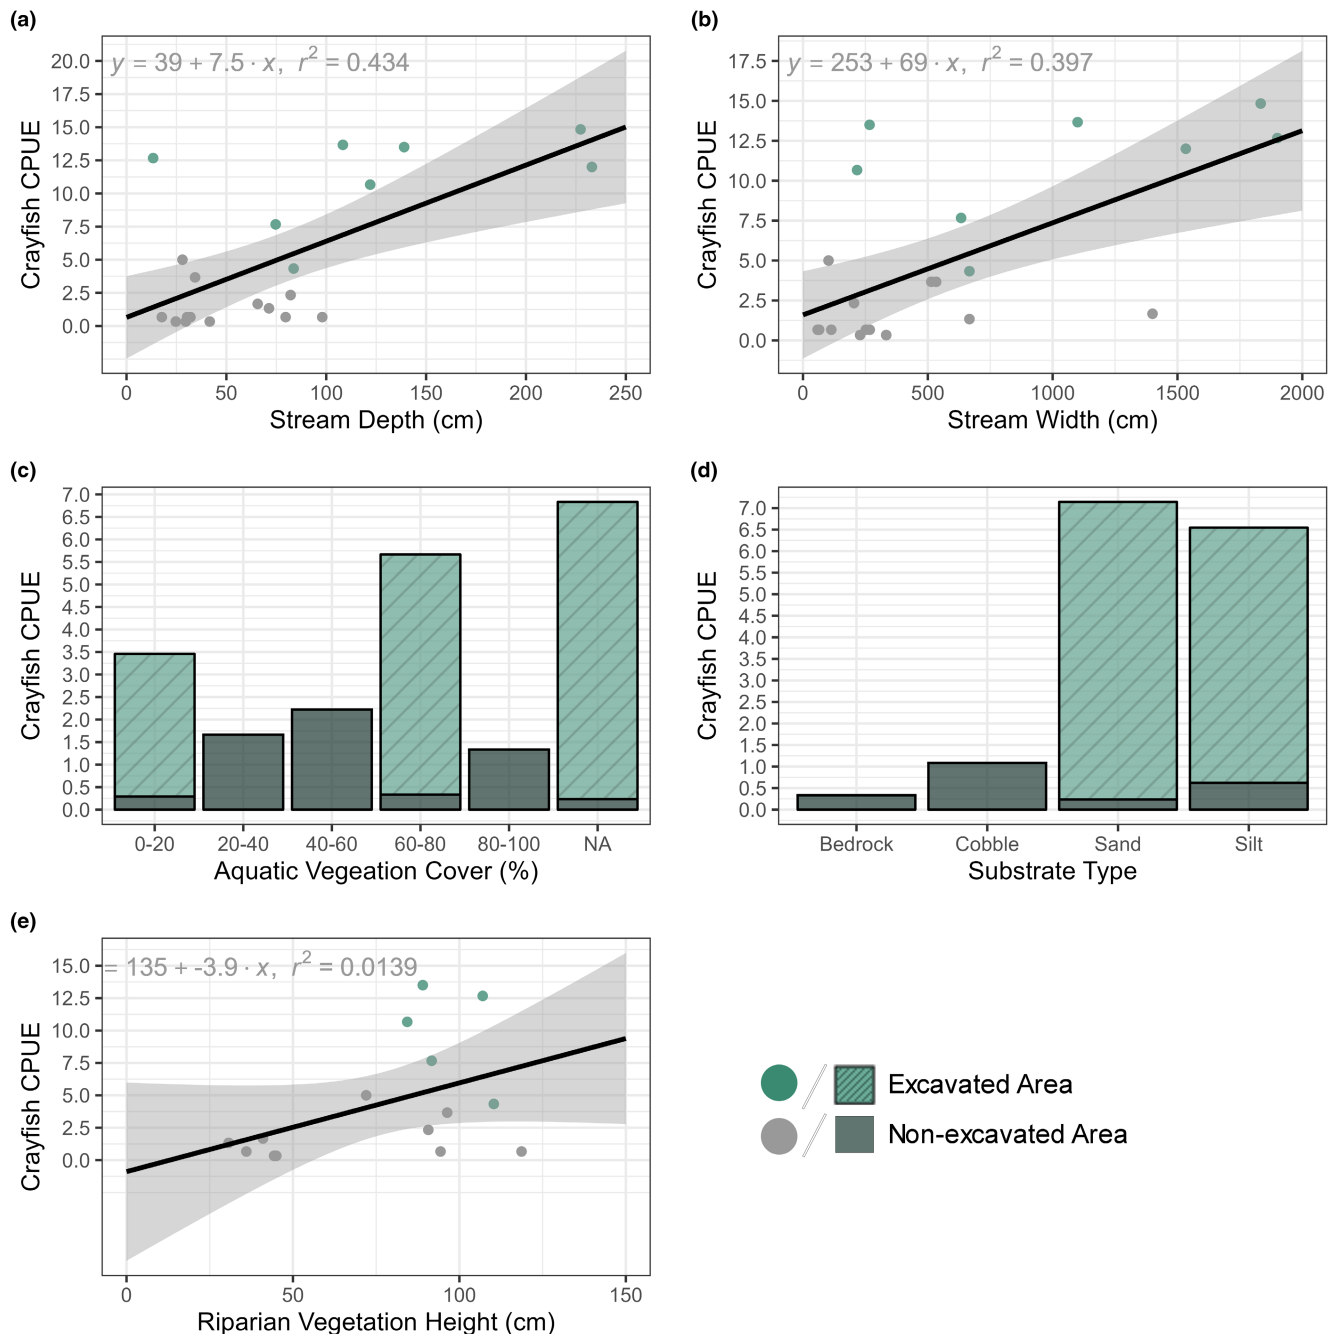 (a)
y = 39 + 7.5 · x, r² = 0.434
Crayfish CPUE
20.0
17.5
15.0
12.5
10.0
7.5
5.0
2.5
0.0
0 50 100 150 200 250
Stream Depth (cm)
(b)
y = 253 + 69 · x, r² = 0.397
Crayfish CPUE
17.5
15.0
12.5
10.0
7.5
5.0
2.5
0.0
0 500 1000 1500 2000
Stream Width (cm)
(c)
Crayfish CPUE
7.0
6.5
6.0
5.5
5.0
4.5
4.0
3.5
3.0
2.5
2.0
1.5
1.0
0.5
0.0
0-20 20-40 40-60 60-80 80-100 NA
Aquatic Vegeation Cover (%)
(d)
Crayfish CPUE
7.0
6.5
6.0
5.5
5.0
4.5
4.0
3.5
3.0
2.5
2.0
1.5
1.0
0.5
0.0
Bedrock Cobble Sand Silt
Substrate Type
(e)
= 135 + -3.9 · x, r² = 0.0139
Crayfish CPUE
15.0
12.5
10.0
7.5
5.0
2.5
0.0
0 50 100 150
Riparian Vegetation Height (cm)
Excavated Area
Non-excavated Area